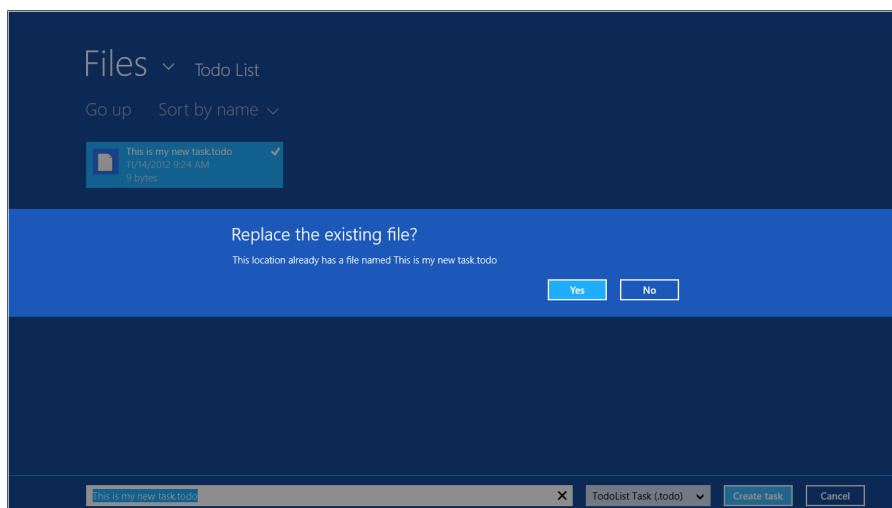 Files Todo List
Go up Sort by name
This is my new task.todo
11/14/2012 9:24 AM
9 bytes
Replace the existing file?
This location already has a file named This is my new task.todo
Yes No
This is my new task.todo TodoList Task (.todo) Create task Cancel